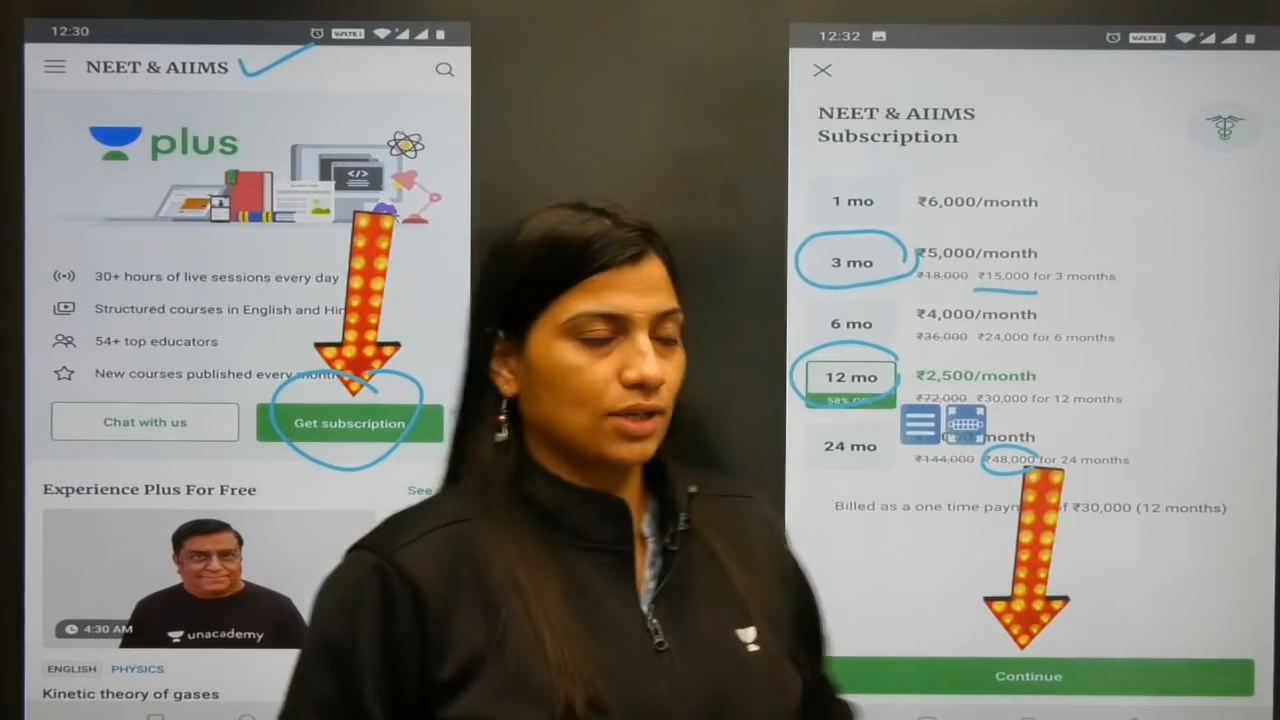 12:30
VoLTE
NEET & AIIMS
plus
</>
30+ hours of live sessions every day
Structured courses in English and
54+ top educators
New courses published every month
Chat with us
Get subscription
Experience Plus For Free
See
4:30 AM
unacademy
ENGLISH PHYSICS
Kinetic theory of gases
12:32
VoLTE
NEET & AIIMS
Subscription
1 mo ₹6,000/month
3 mo ₹5,000/month
₹18,000 ₹15,000 for 3 months
6 mo ₹4,000/month
₹36,000 ₹24,000 for 6 months
12 mo ₹2,500/month
58% ₹72,000 ₹30,000 for 12 months
24 mo month
₹144,000 ₹48,000 for 24 months
Billed as a one time of ₹30,000 (12 months)
Continue